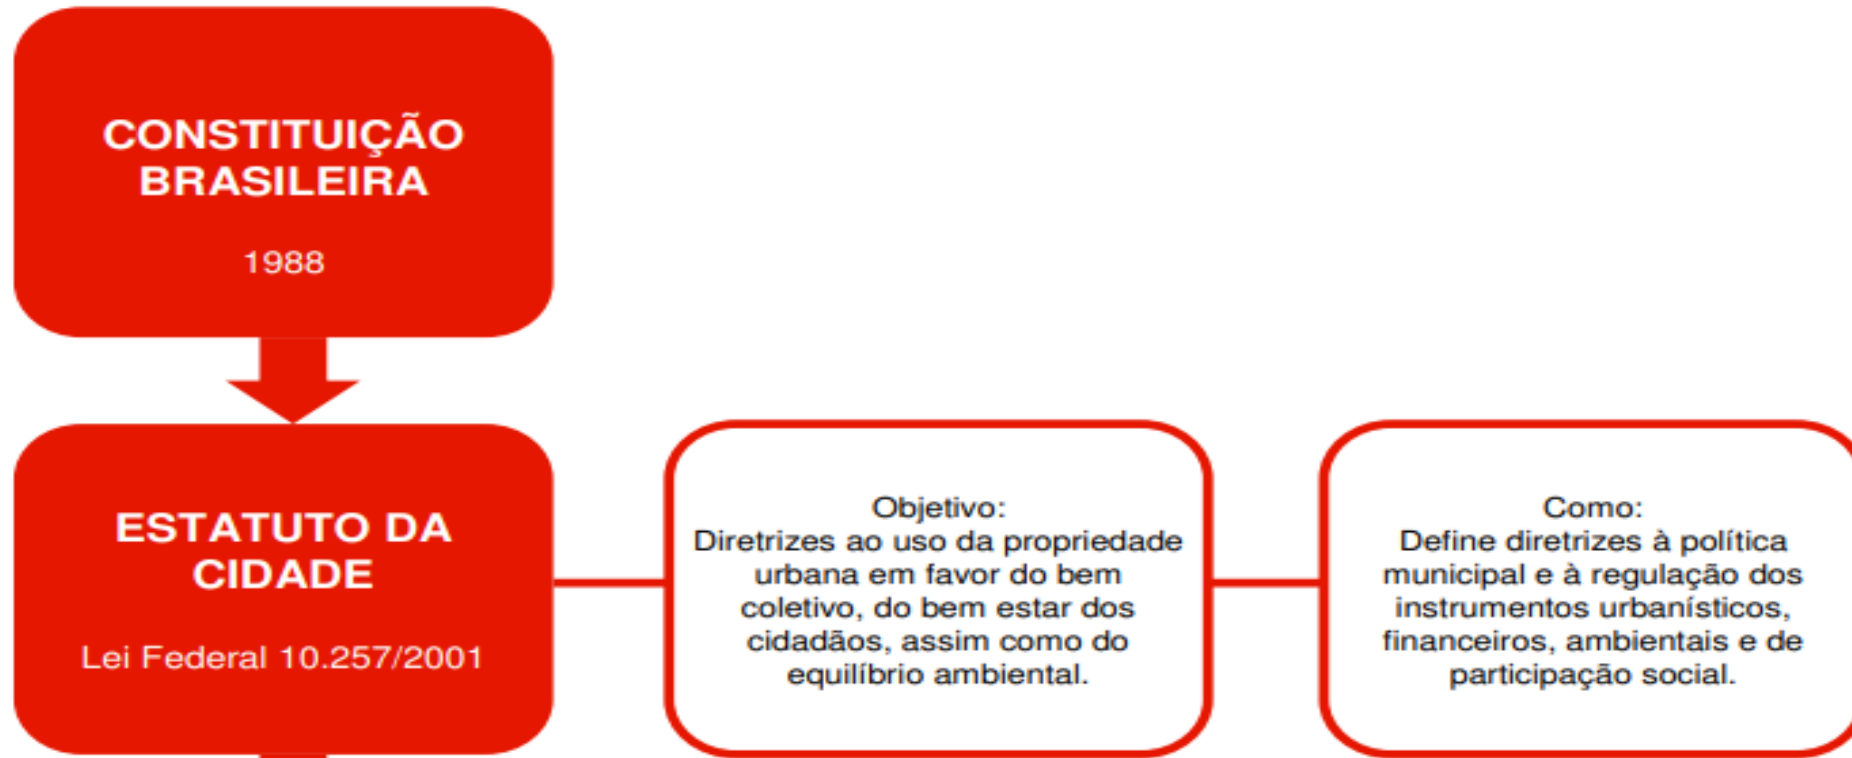 CONSTITUIÇÃO
BRASILEIRA
1988
ESTATUTO DA
CIDADE
Lei Federal 10.257/2001
Objetivo:
Diretrizes ao uso da propriedade
urbana em favor do bem
coletivo, do bem estar dos
cidadãos, assim como do
equilíbrio ambiental.
Como:
Define diretrizes à política
municipal e à regulação dos
instrumentos urbanísticos,
financeiros, ambientais e de
participação social.